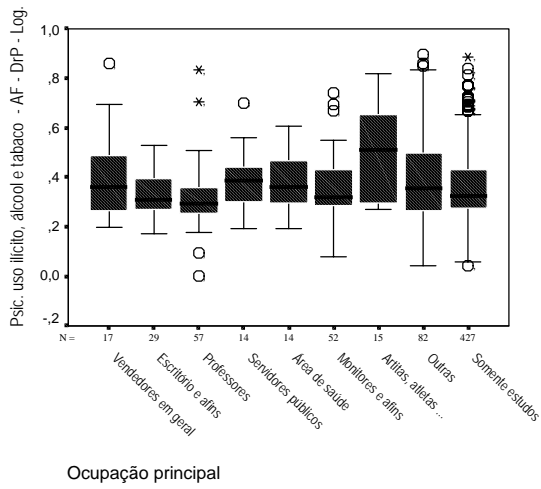 Psic. uso ilícito, álcool e tabaco - AF - DrP - Log.
1,0
,8
,6
,4
,2
0,0
-,2
N = 17 29 57 14 14 52 15 82 427
Vendedores em geral
Escritório e afins
Professores
Servidores públicos
Área de saúde
Monitores e afins
Artitas, atletas ...
Outras
Somente estudos
Ocupação principal